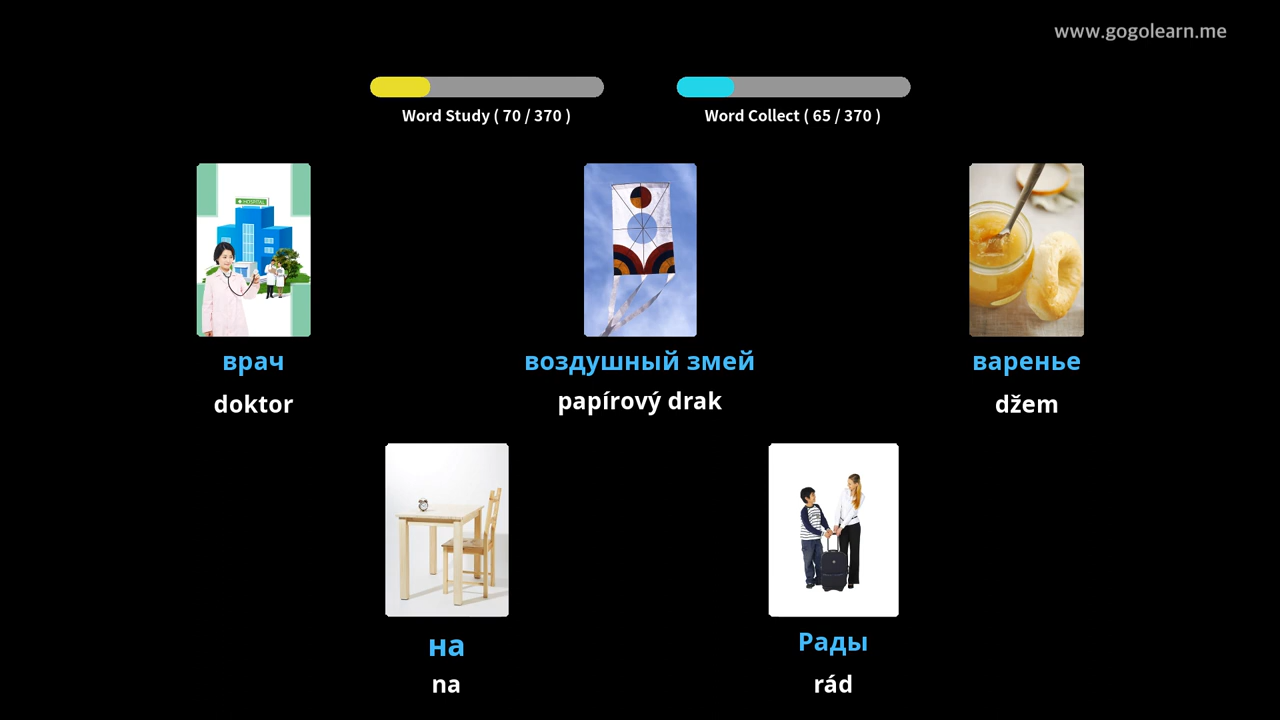 www.gogolearn.me
Word Study ( 70 / 370 )
Word Collect ( 65 / 370 )
HOSPITAL
врач
воздушный змей
варенье
doktor
papírový drak
džem
на
Рады
na
rád